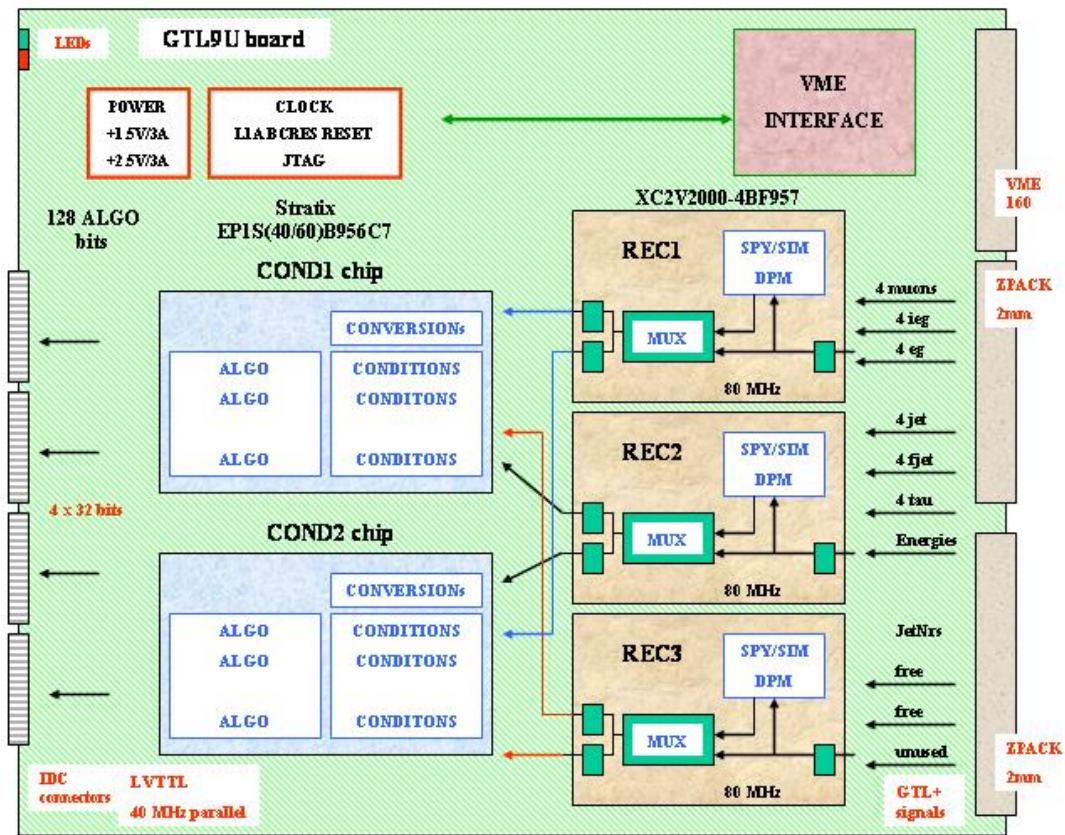 LEDs
GTL9U board
POWER
+1.5V/3A
+2.5V/3A
CLOCK
L1A BCRES RESET
JTAG
VME
INTERFACE
VME
160
128 ALGO
bits
Stratix
EP1S(40/60)B956C7
XC2V2000-4BF957
COND1 chip
CONVERSIONs
ALGO
CONDITIONS
ALGO
CONDITONS
ALGO
CONDITONS
REC1
SPY/SIM
DPM
MUX
80 MHz
4 muons
4 ieg
4 eg
ZPACK
2mm
REC2
SPY/SIM
DPM
MUX
80 MHz
4 jet
4 fjet
4 tau
Energies
4 x 32 bits
COND2 chip
CONVERSIONs
ALGO
CONDITIONS
ALGO
CONDITONS
ALGO
CONDITONS
REC3
SPY/SIM
DPM
MUX
80 MHz
JetNrs
free
free
unused
ZPACK
2mm
IDC
connectors
LVTTL
40 MHz parallel
GTL+
signals